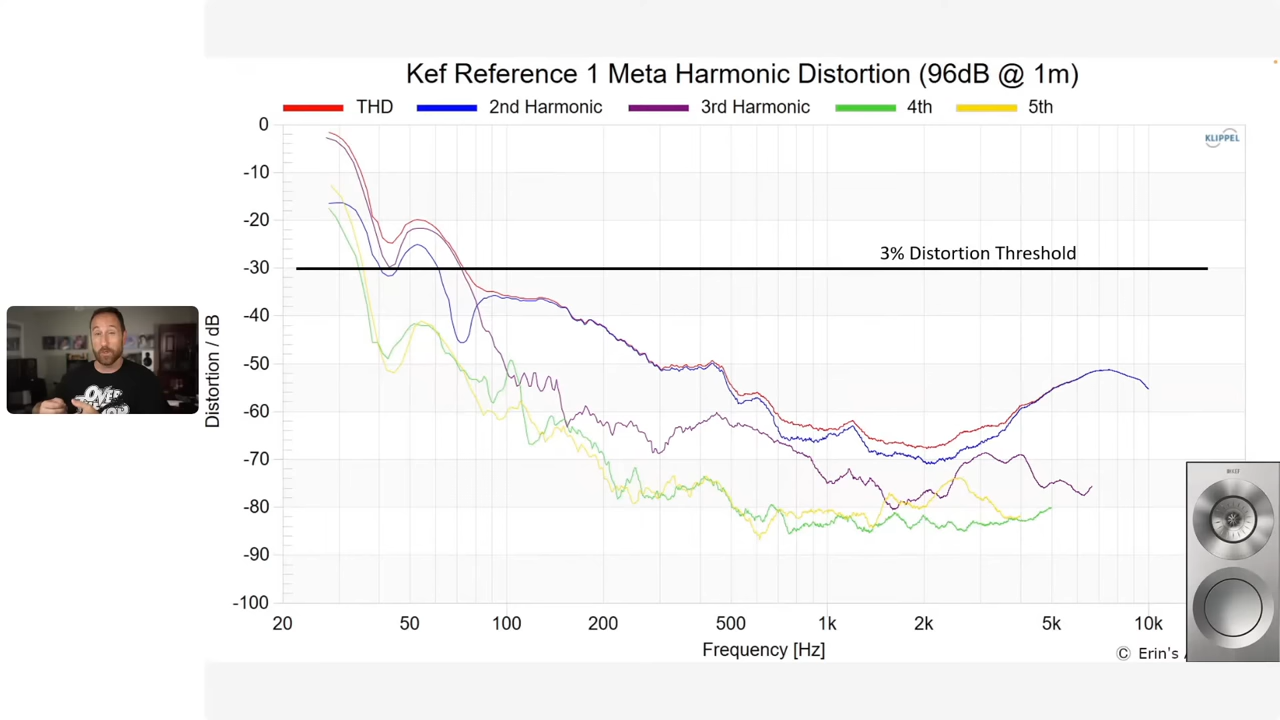 Kef Reference 1 Meta Harmonic Distortion (96dB @ 1m)
THD 2nd Harmonic 3rd Harmonic 4th 5th
KLIPPEL
0
-10
-20
-30
-40
-50
-60
-70
-80
-90
-100
Distortion / dB
3% Distortion Threshold
20 50 100 200 500 1k 2k 5k 10k
Frequency [Hz]
© Erin's
OVER
KEF